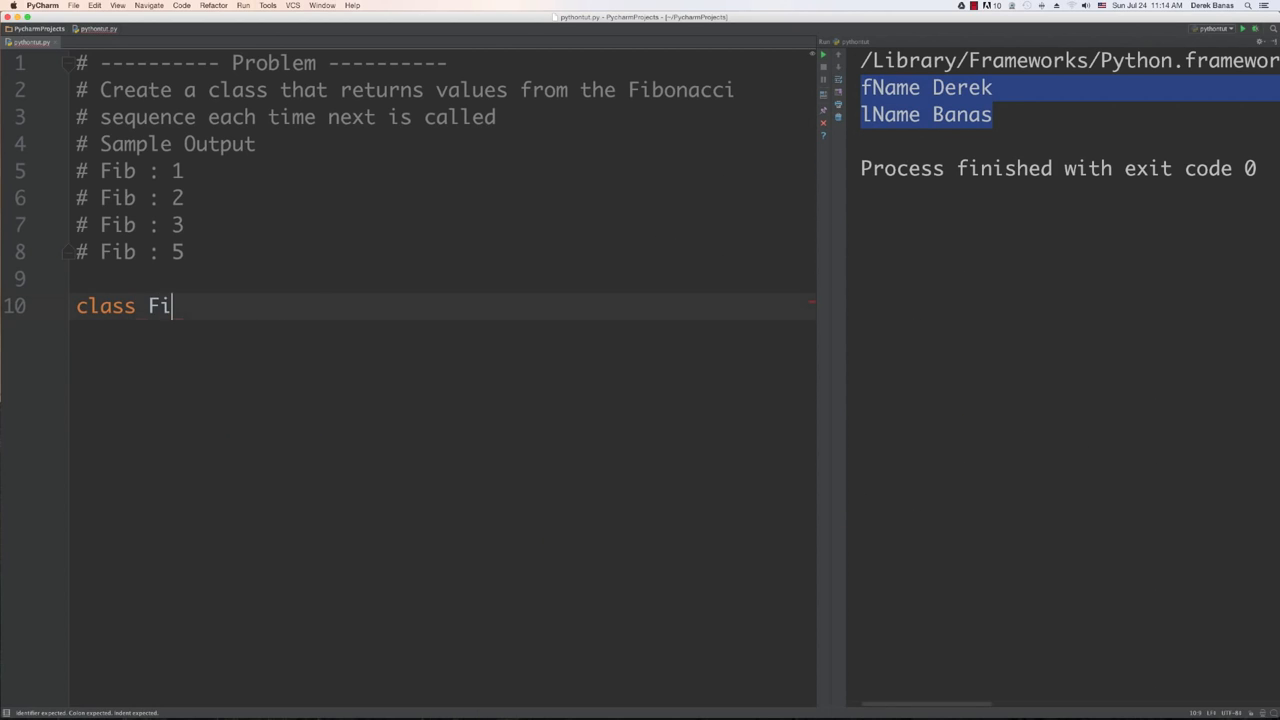 PyCharm File Edit View Navigate Code Refactor Run Tools VCS Window Help 10 Sun Jul 24 11:14 AM Derek Banas
pythontut.py - PycharmProjects - [~/PycharmProjects]
PycharmProjects pythontut.py pythontut
pythontut.py Run: pythontut
1 # ---------- Problem ----------
2 # Create a class that returns values from the Fibonacci
3 # sequence each time next is called
4 # Sample Output
5 # Fib : 1
6 # Fib : 2
7 # Fib : 3
8 # Fib : 5
9
10 class Fi
/Library/Frameworks/Python.framewor
fName Derek
lName Banas
Process finished with exit code 0
Identifier expected. Colon expected. Indent expected. 10:9 LF÷ UTF-8÷